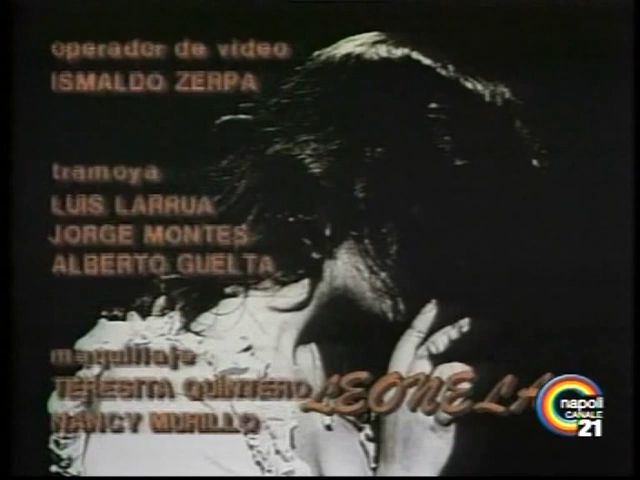 operador de video
ISMALDO ZERPA
tramoya
LUIS LARRUA
JORGE MONTES
ALBERTO GUELTA
maquillaje
TERESITA QUINTERO
NANCY MURILLO
LEONELA
napoli
CANALE
21